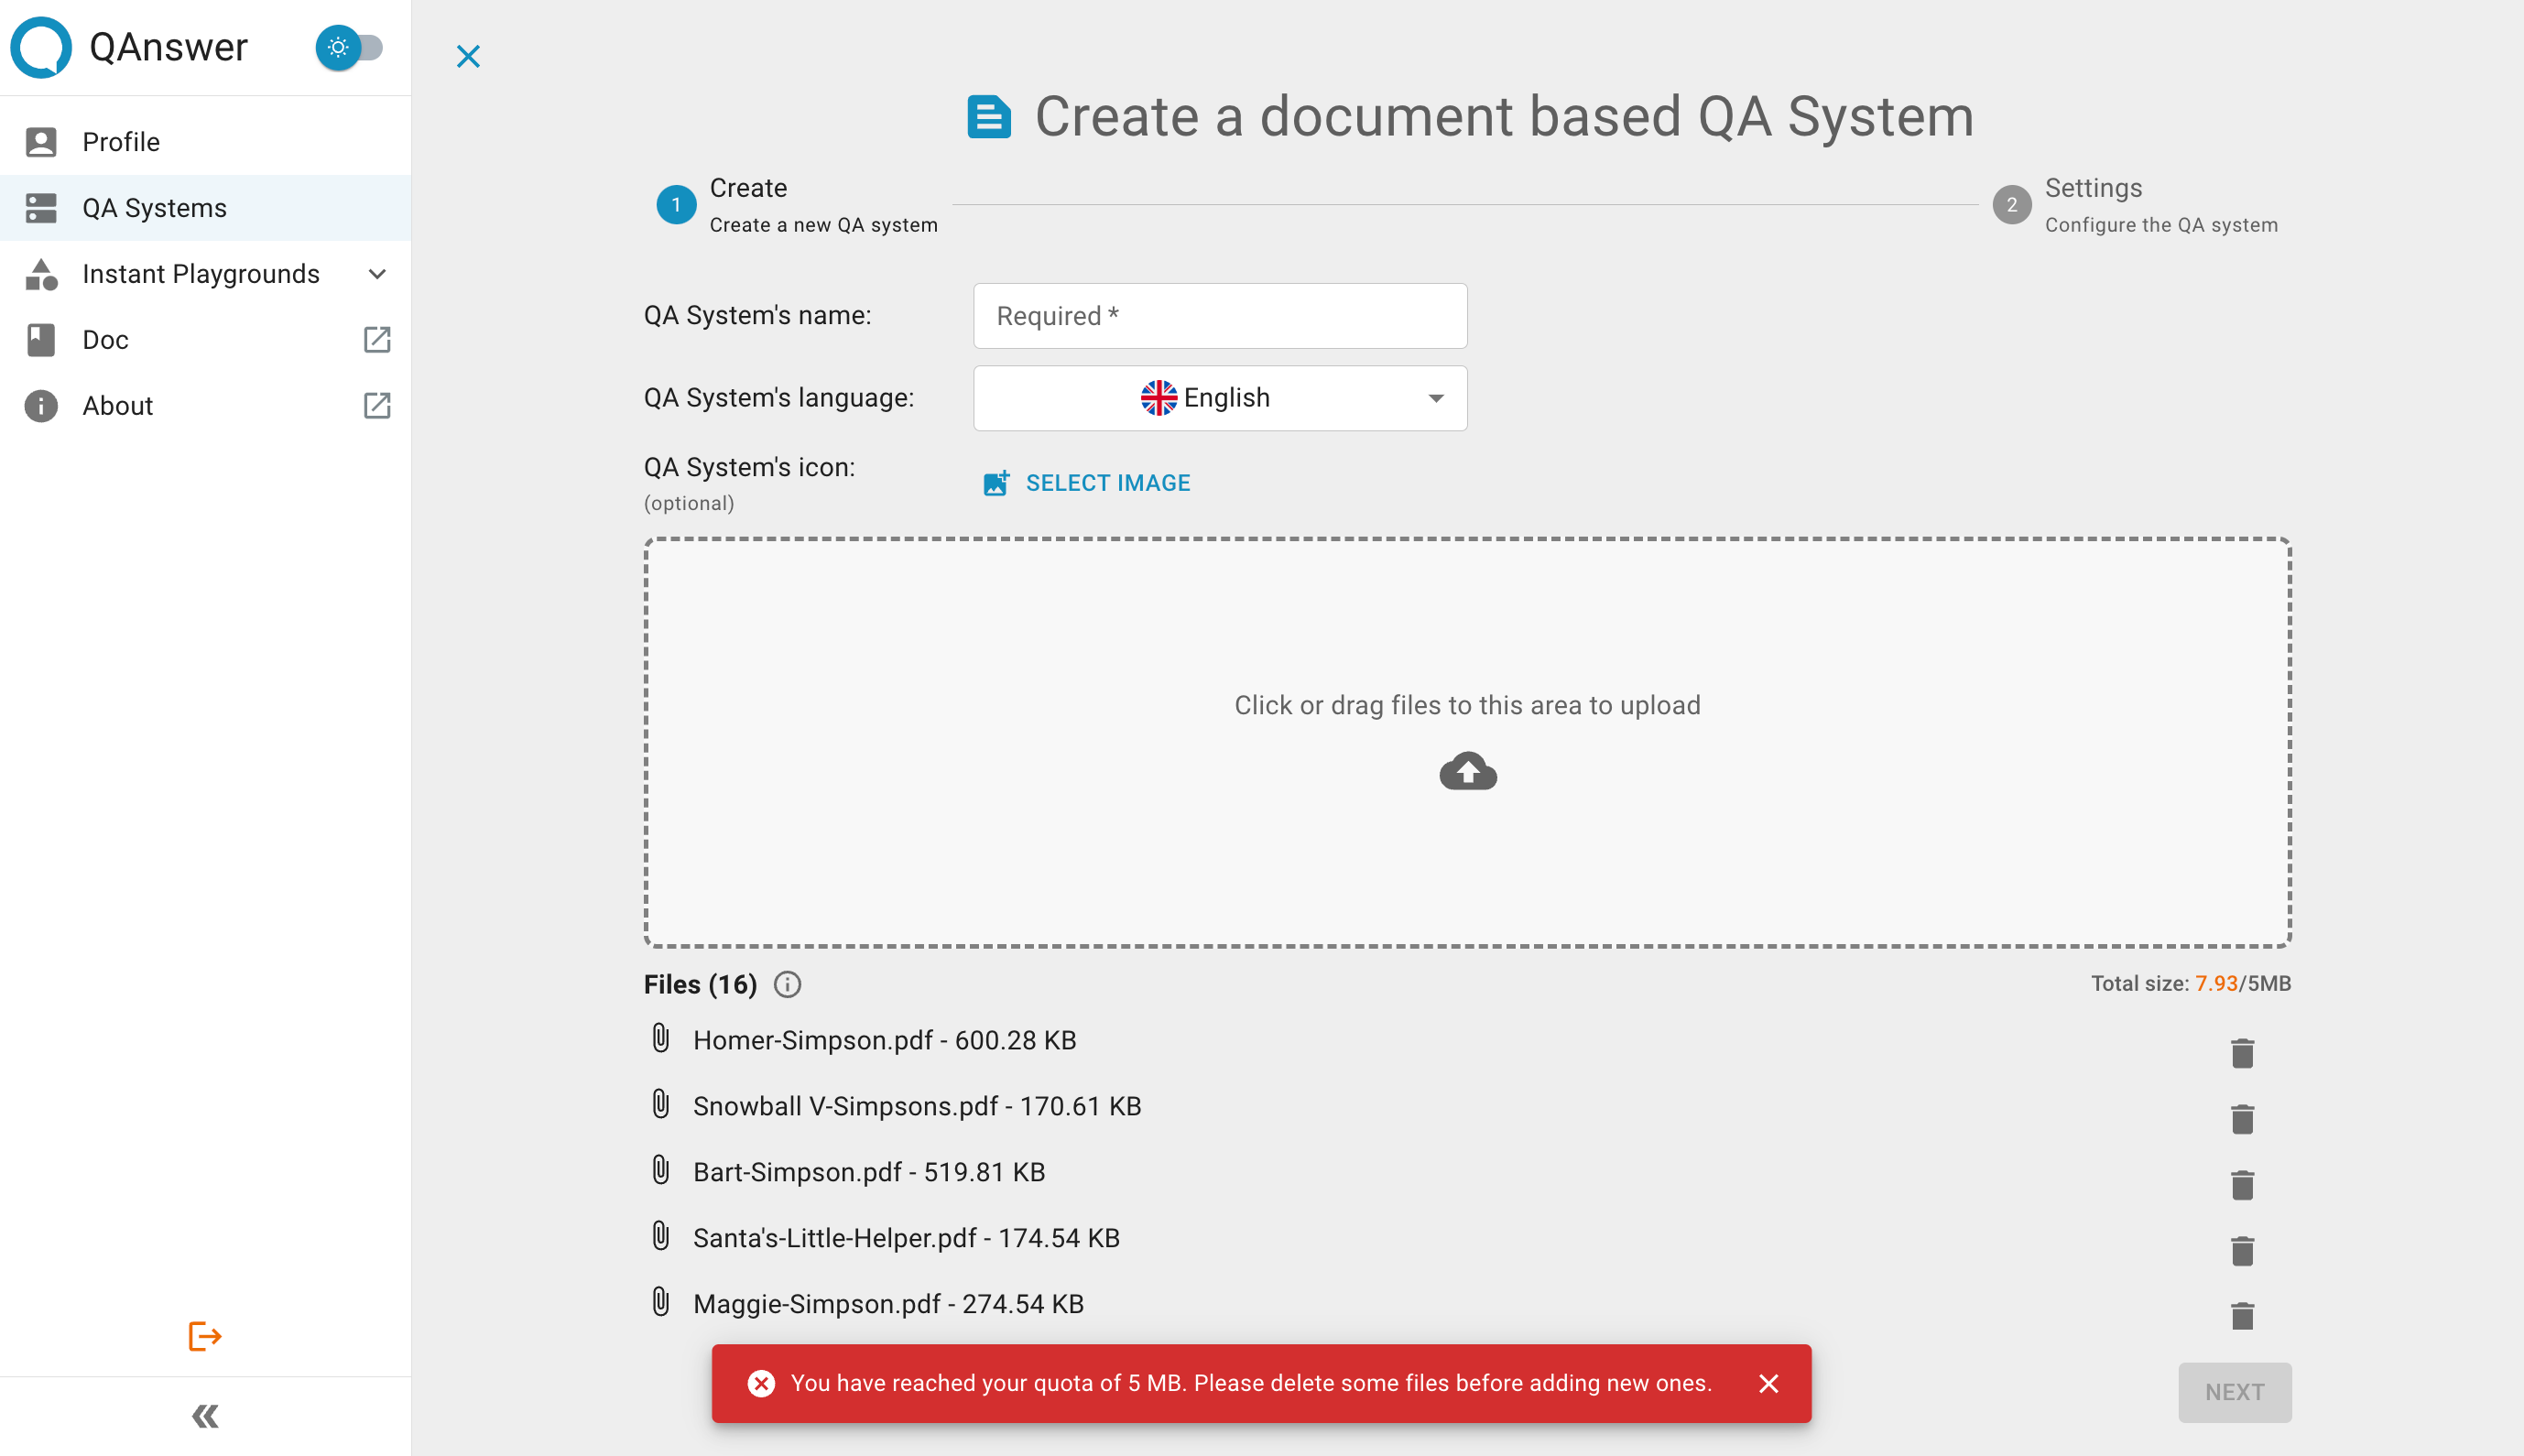 QAnswer
Profile
QA Systems
Instant Playgrounds
Doc
About
Create a document based QA System
1
Create
Create a new QA system
2
Settings
Configure the QA system
QA System's name:
Required *
QA System's language:
English
QA System's icon:
(optional)
SELECT IMAGE
Click or drag files to this area to upload
Files (16)
Total size: 7.93/5MB
Homer-Simpson.pdf - 600.28 KB
Snowball V-Simpsons.pdf - 170.61 KB
Bart-Simpson.pdf - 519.81 KB
Santa's-Little-Helper.pdf - 174.54 KB
Maggie-Simpson.pdf - 274.54 KB
You have reached your quota of 5 MB. Please delete some files before adding new ones.
NEXT